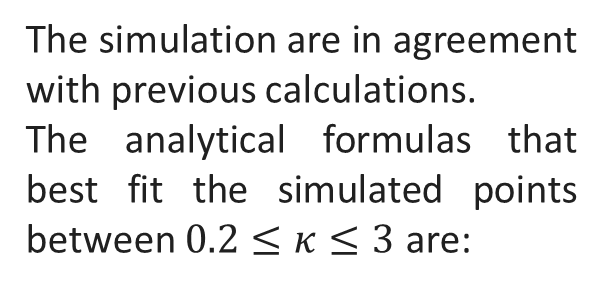 The simulation are in agreement
with previous calculations.
The analytical formulas that
best fit the simulated points
between 0.2 ≤ κ ≤ 3 are: